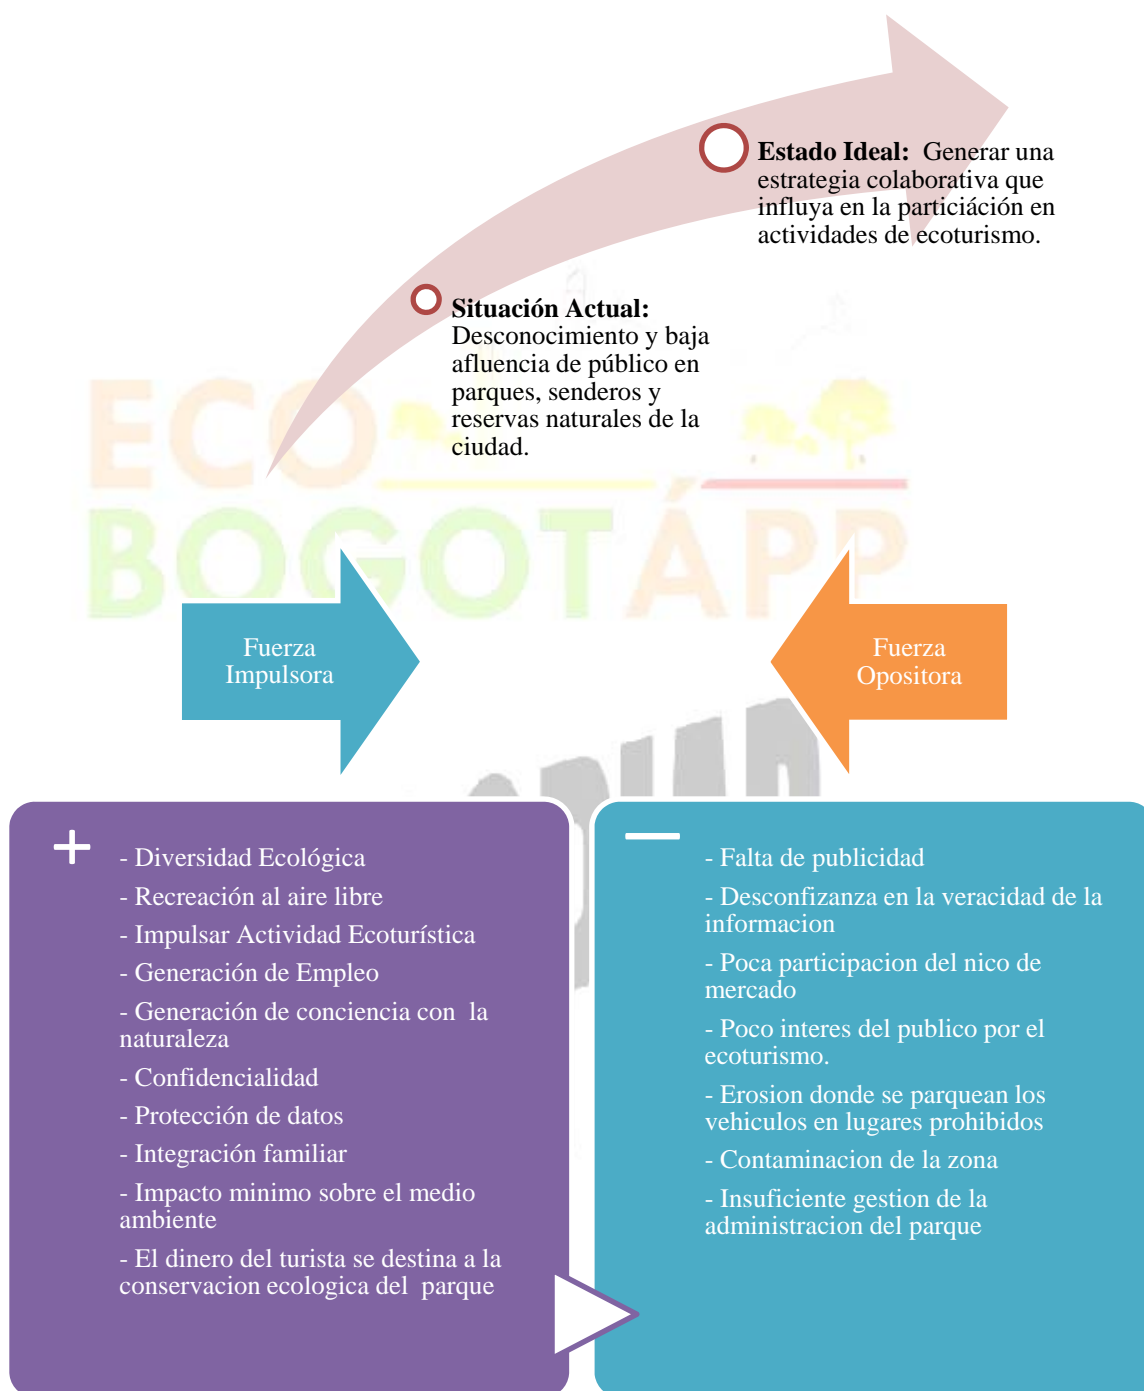 Estado Ideal: Generar una
estrategia colaborativa que
influya en la particiáción en
actividades de ecoturismo.
Situación Actual:
Desconocimiento y baja
afluencia de público en
parques, senderos y
reservas naturales de la
ciudad.
ECO
BOGOTÁPP
Fuerza
Impulsora
Fuerza
Opositora
+
- Diversidad Ecológica
- Recreación al aire libre
- Impulsar Actividad Ecoturística
- Generación de Empleo
- Generación de conciencia con la
naturaleza
- Confidencialidad
- Protección de datos
- Integración familiar
- Impacto minimo sobre el medio
ambiente
- El dinero del turista se destina a la
conservacion ecologica del parque
—
- Falta de publicidad
- Desconfizanza en la veracidad de la
informacion
- Poca participacion del nico de
mercado
- Poco interes del publico por el
ecoturismo.
- Erosion donde se parquean los
vehiculos en lugares prohibidos
- Contaminacion de la zona
- Insuficiente gestion de la
administracion del parque